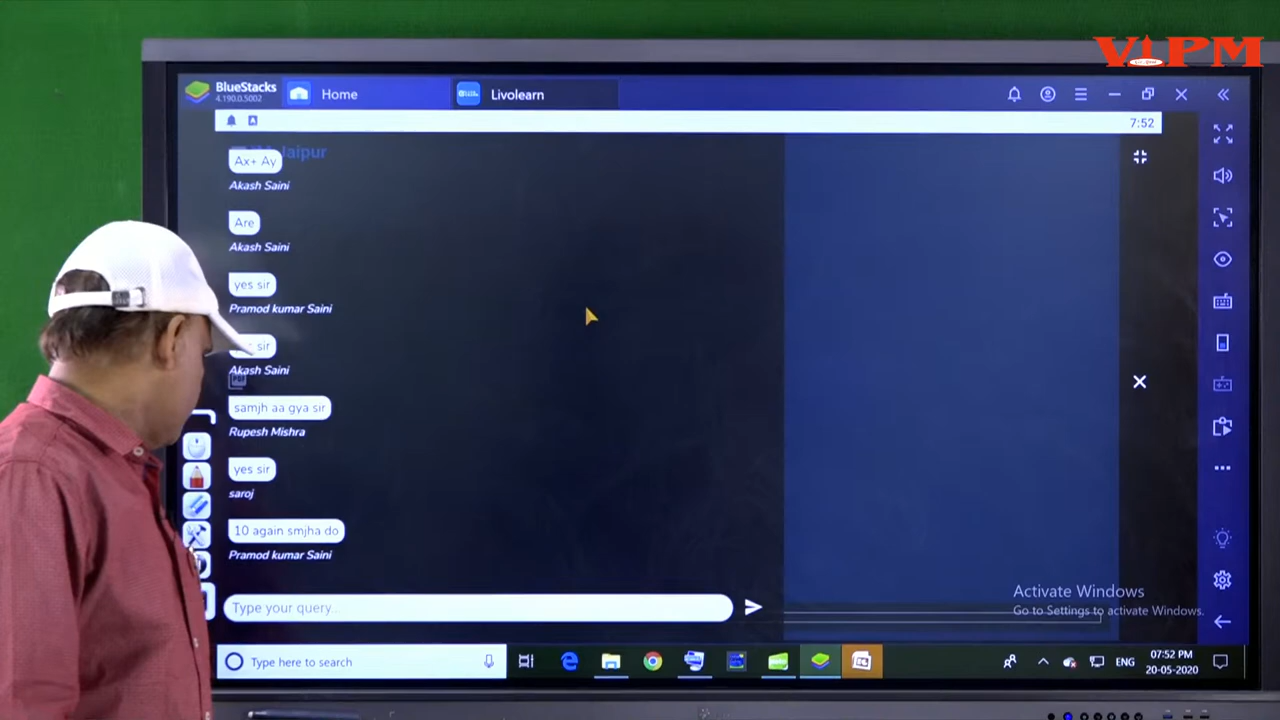 VIPM
BlueStacks
4.190.0.5002
Home
Livolearn
7:52
Jaipur
Ax+ Ay
Akash Saini
Are
Akash Saini
yes sir
Pramod kumar Saini
sir
Akash Saini
samjh aa gya sir
Rupesh Mishra
yes sir
saroj
10 again smjha do
Pramod kumar Saini
Type your query...
Activate Windows
Go to Settings to activate Windows.
Type here to search
ENG
07:52 PM
20-05-2020